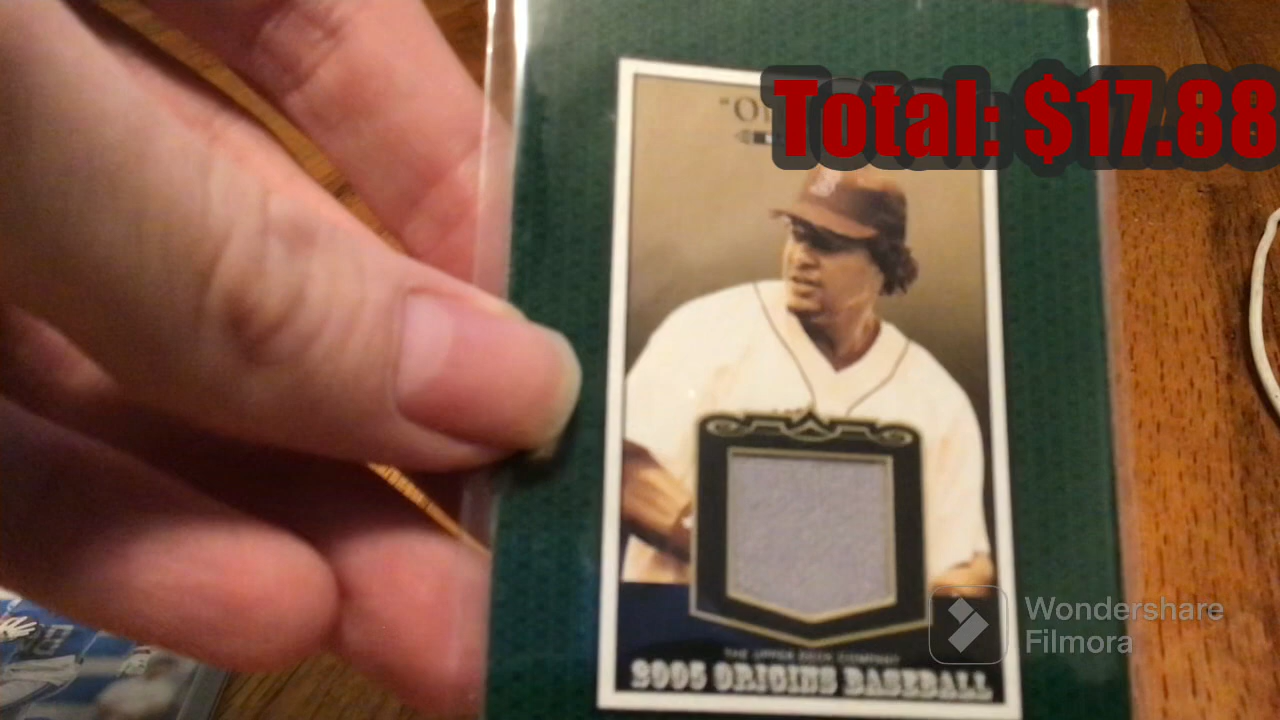 Total: $17.88
THE UPPER DECK COMPANY
2005 ORIGINS BASEBALL
Wondershare
Filmora